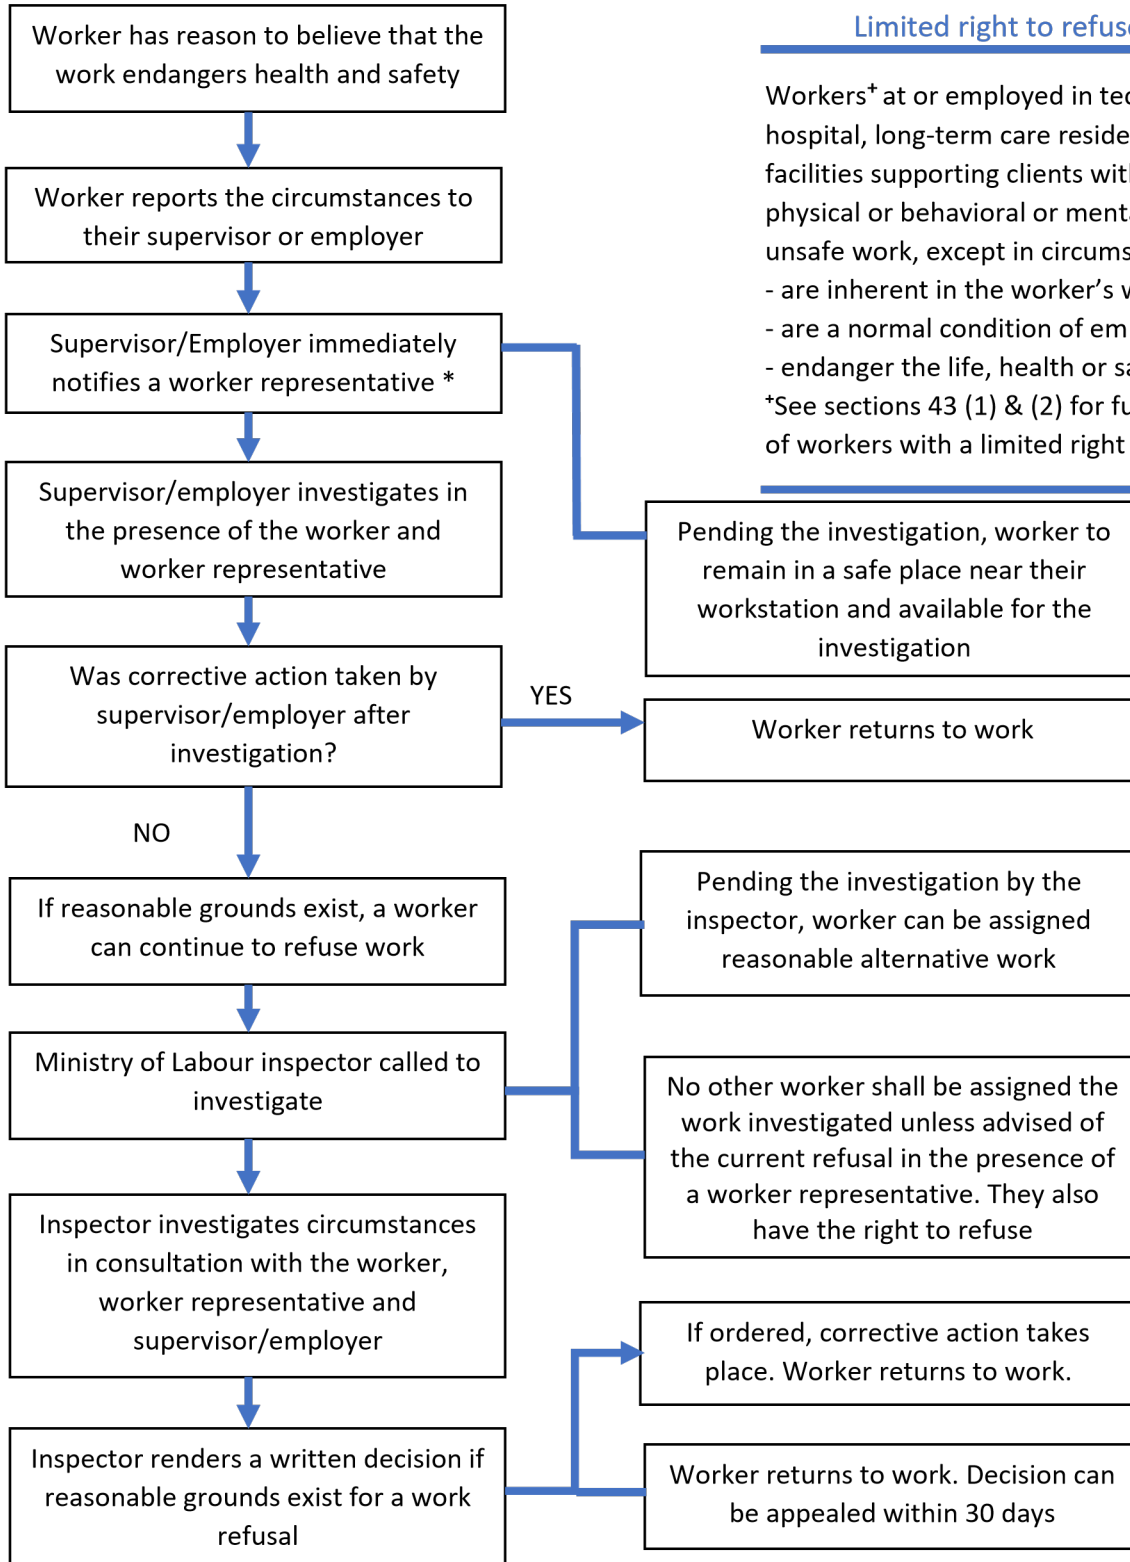 Worker has reason to believe that the
work endangers health and safety
Worker reports the circumstances to
their supervisor or employer
Supervisor/Employer immediately
notifies a worker representative *
Supervisor/employer investigates in
the presence of the worker and
worker representative
Was corrective action taken by
supervisor/employer after
investigation?
YES
NO
If reasonable grounds exist, a worker
can continue to refuse work
Ministry of Labour inspector called to
investigate
Inspector investigates circumstances
in consultation with the worker,
worker representative and
supervisor/employer
Inspector renders a written decision if
reasonable grounds exist for a work
refusal
Limited right to refuse
Workers⁺ at or employed in
hospital, long-term care
facilities supporting clients
physical or behavioral or
unsafe work, except in
- are inherent in the worker’s
- are a normal condition of
- endanger the life, health or
⁺See sections 43 (1) & (2) for
of workers with a limited right
Pending the investigation, worker to
remain in a safe place near their
workstation and available for the
investigation
Worker returns to work
Pending the investigation by the
inspector, worker can be assigned
reasonable alternative work
No other worker shall be assigned the
work investigated unless advised of
the current refusal in the presence of
a worker representative. They also
have the right to refuse
If ordered, corrective action takes
place. Worker returns to work.
Worker returns to work. Decision can
be appealed within 30 days